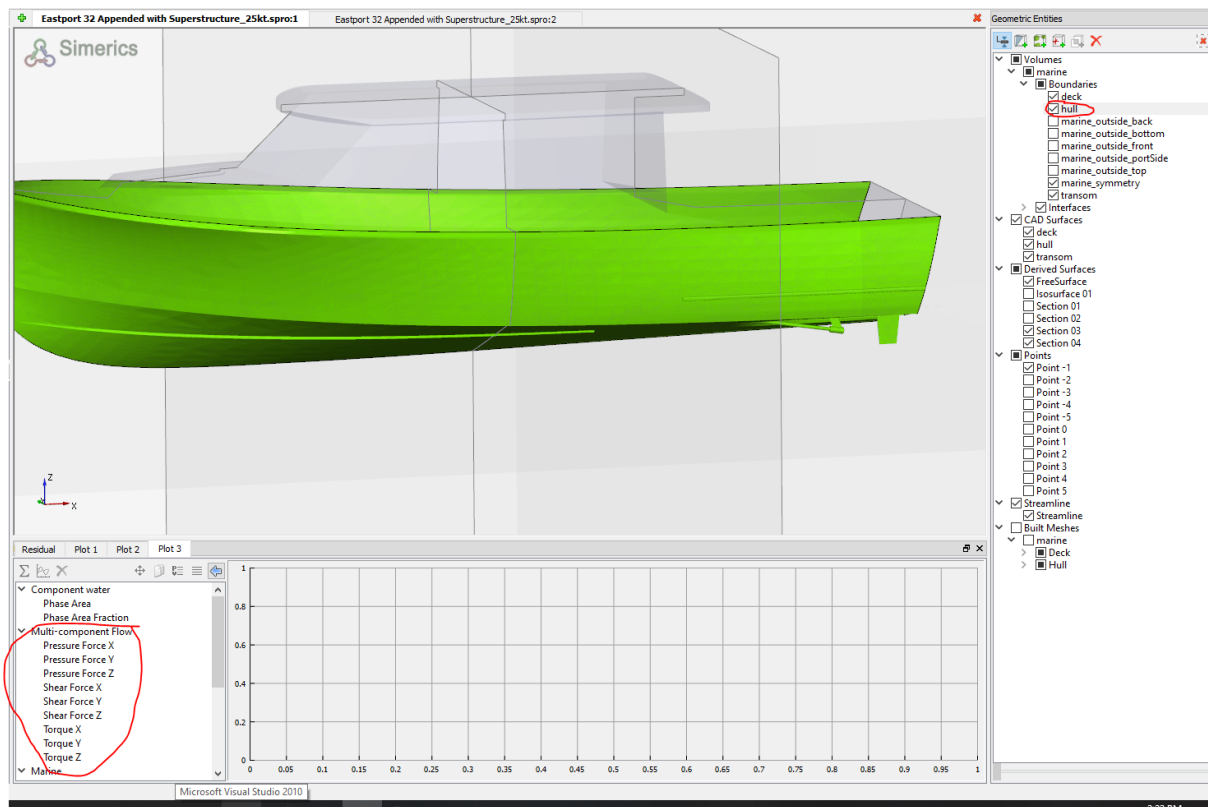 Eastport 32 Appended with Superstructure_25kt.spro:1
Eastport 32 Appended with Superstructure_25kt.spro:2
Simerics
Z
X
Geometric Entities
Volumes
marine
Boundaries
deck
hull
marine_outside_back
marine_outside_bottom
marine_outside_front
marine_outside_portSide
marine_outside_top
marine_symmetry
transom
Interfaces
CAD Surfaces
deck
hull
transom
Derived Surfaces
FreeSurface
Isosurface 01
Section 01
Section 02
Section 03
Section 04
Points
Point -1
Point -2
Point -3
Point -4
Point -5
Point 0
Point 1
Point 2
Point 3
Point 4
Point 5
Streamline
Streamline
Built Meshes
marine
Deck
Hull
Residual Plot 1 Plot 2 Plot 3
Component water
Phase Area
Phase Area Fraction
Multi-component Flow
Pressure Force X
Pressure Force Y
Pressure Force Z
Shear Force X
Shear Force Y
Shear Force Z
Torque X
Torque Y
Torque Z
Marine
1
0.8
0.6
0.4
0.2
0
0 0.05 0.1 0.15 0.2 0.25 0.3 0.35 0.4 0.45 0.5 0.55 0.6 0.65 0.7 0.75 0.8 0.85 0.9 0.95 1
Microsoft Visual Studio 2010